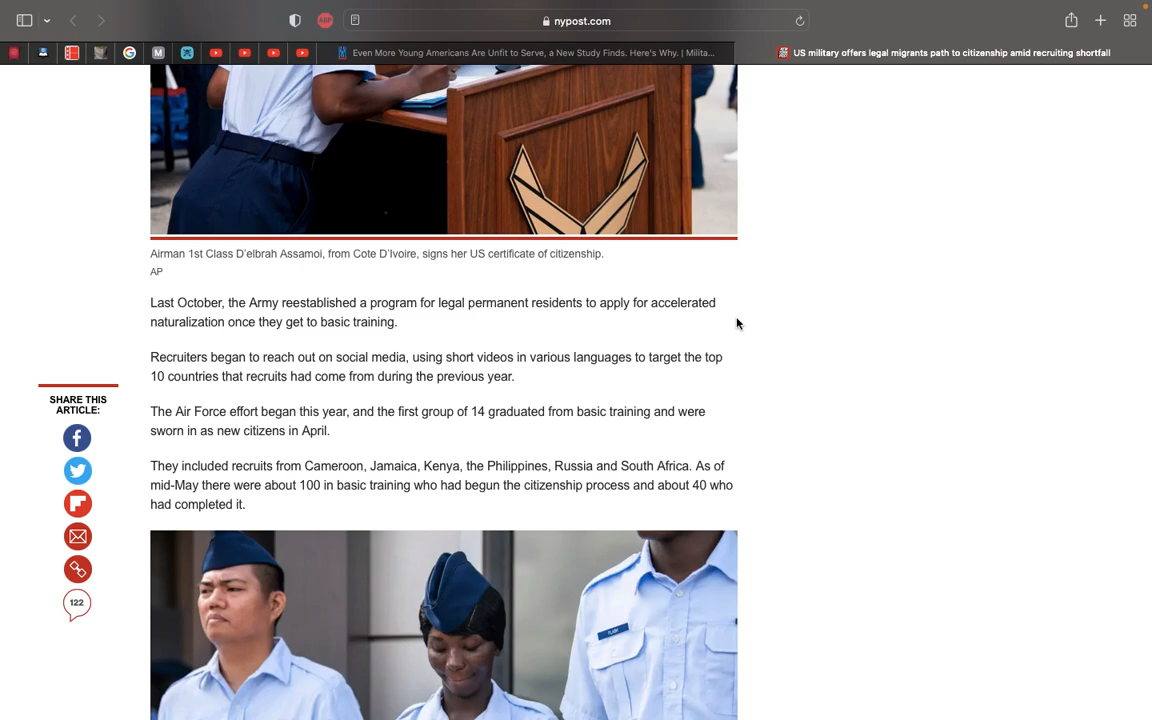 nypost.com
Even More Young Americans Are Unfit to Serve, a New Study Finds. Here's Why. | Milita...
US military offers legal migrants path to citizenship amid recruiting shortfall
Airman 1st Class D'elbrah Assamoi, from Cote D'Ivoire, signs her US certificate of citizenship.
AP
Last October, the Army reestablished a program for legal permanent residents to apply for accelerated
naturalization once they get to basic training.
Recruiters began to reach out on social media, using short videos in various languages to target the top
10 countries that recruits had come from during the previous year.
SHARE THIS
ARTICLE:
The Air Force effort began this year, and the first group of 14 graduated from basic training and were
sworn in as new citizens in April.
They included recruits from Cameroon, Jamaica, Kenya, the Philippines, Russia and South Africa. As of
mid-May there were about 100 in basic training who had begun the citizenship process and about 40 who
had completed it.
122